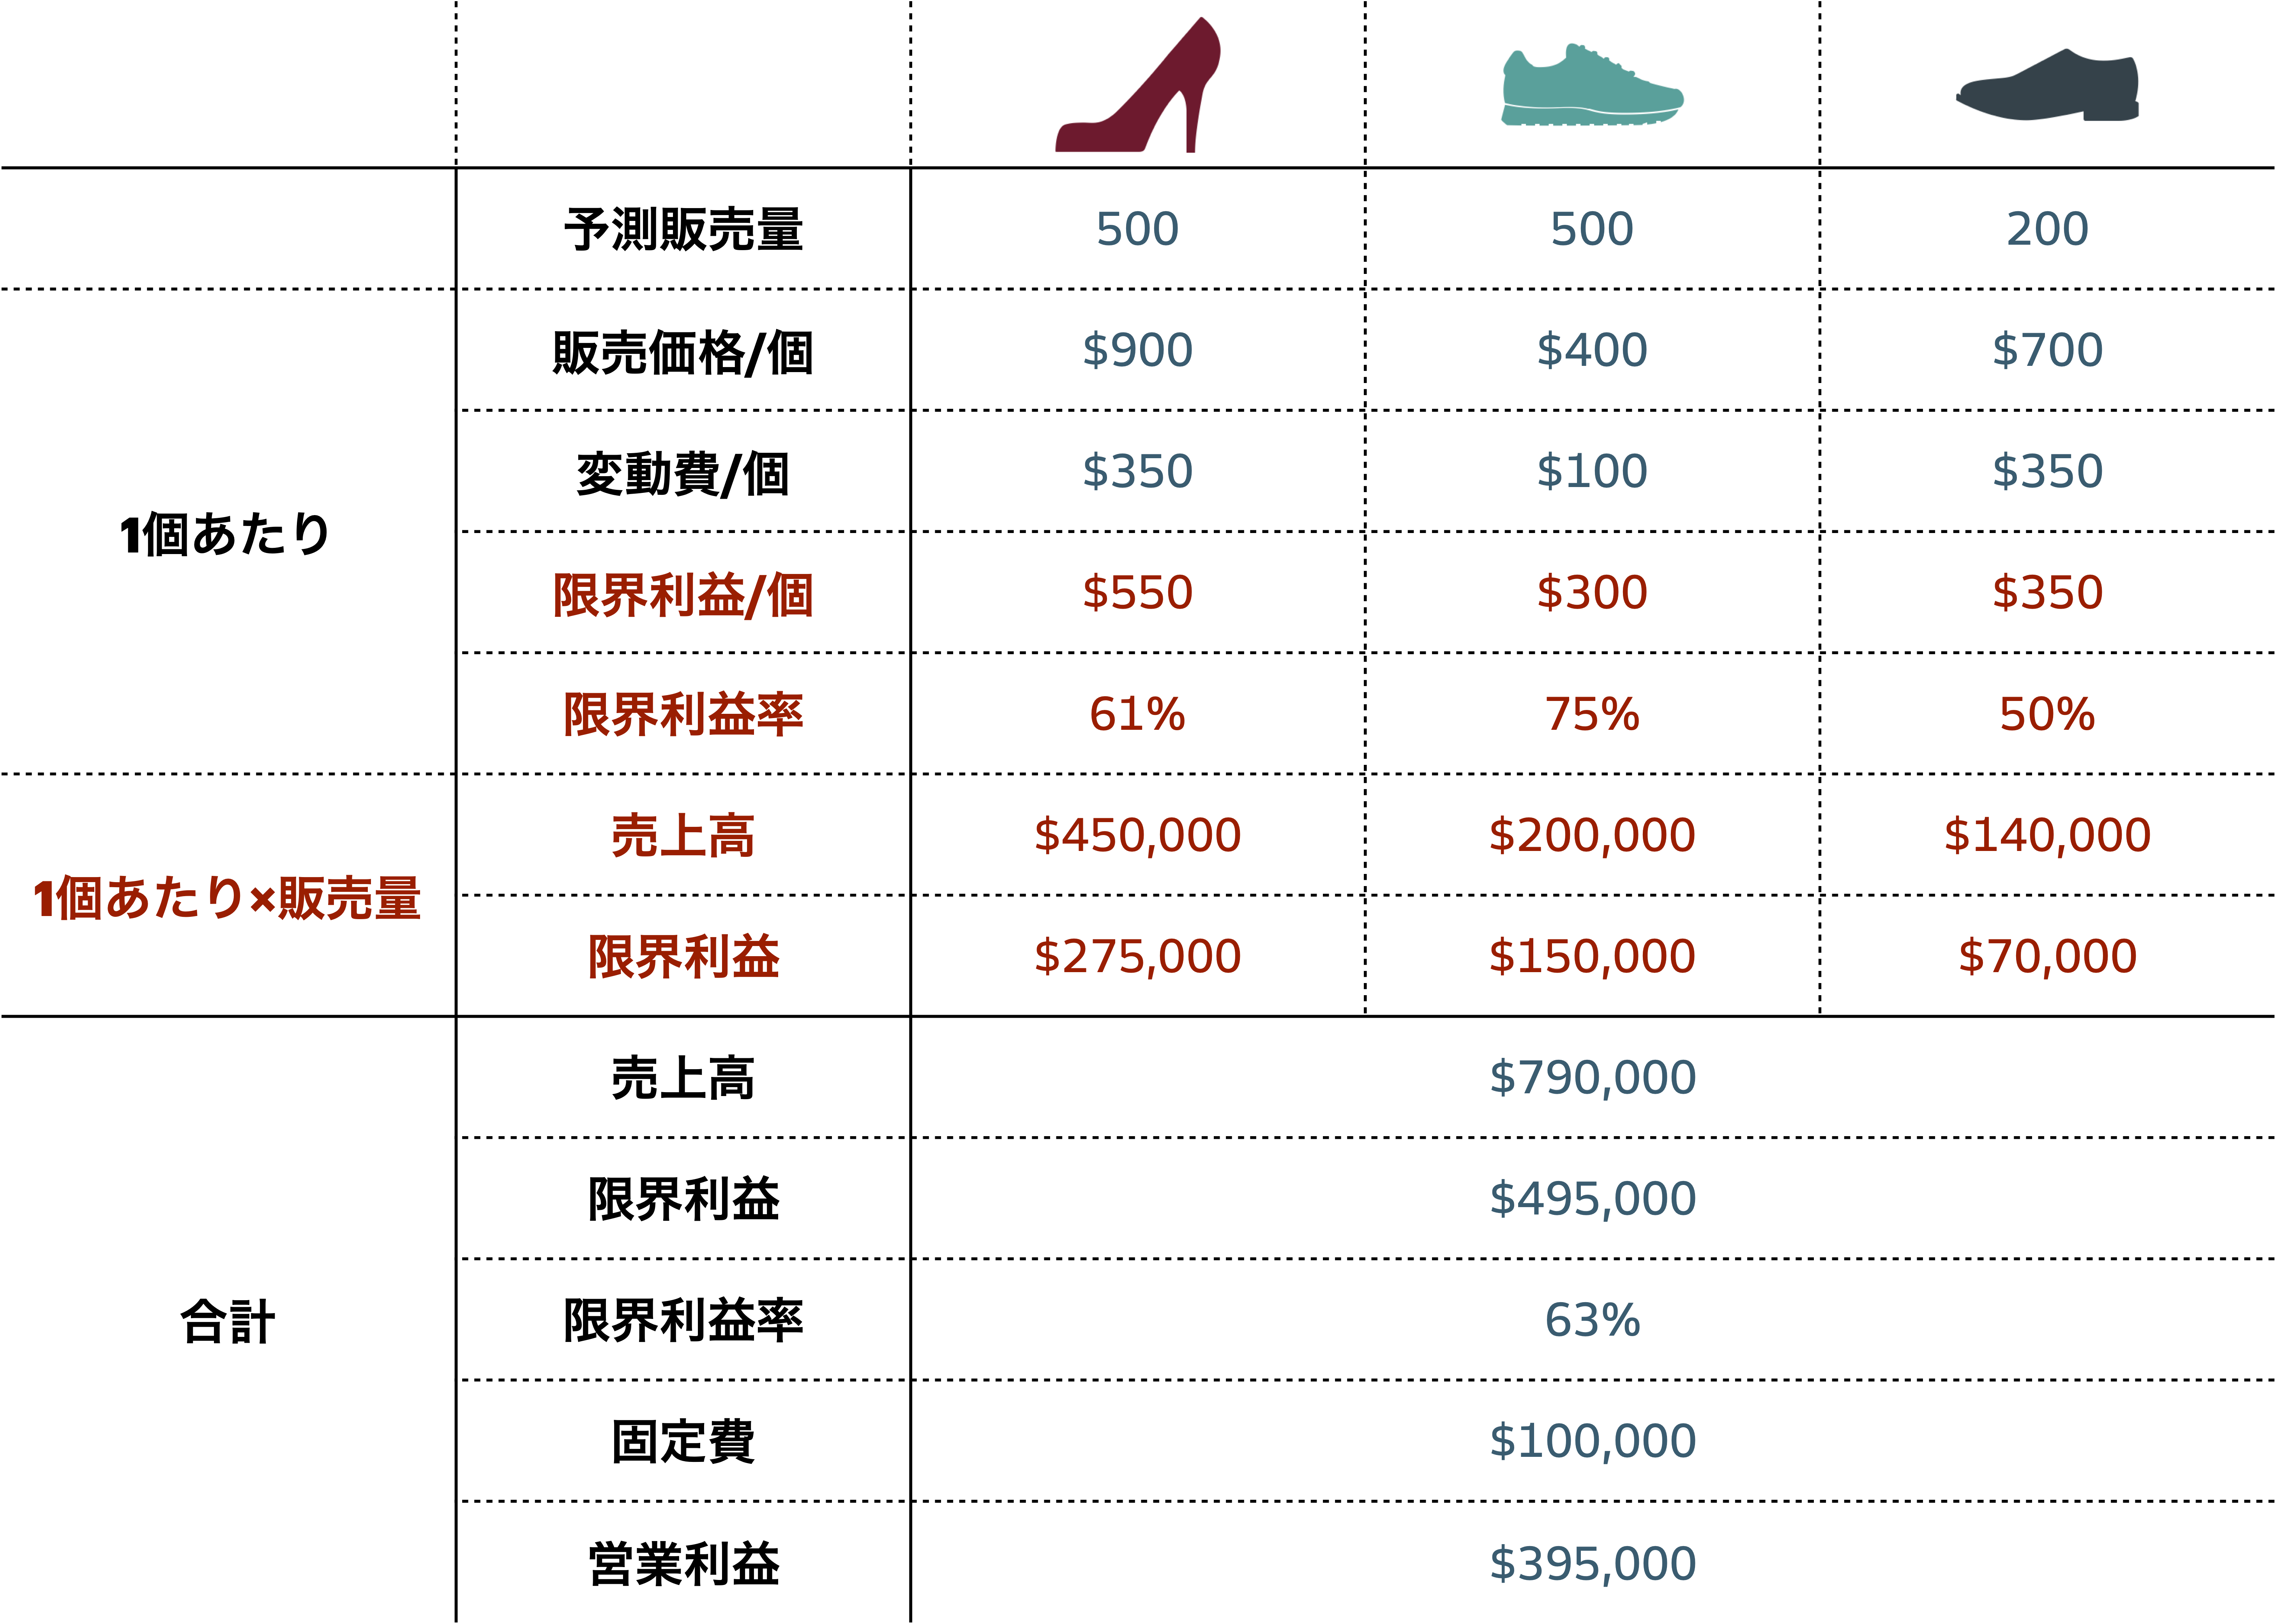 予測販売量 500 500 200
販売価格/個 $900 $400 $700
変動費/個 $350 $100 $350
1個あたり
限界利益/個 $550 $300 $350
限界利益率 61% 75% 50%
売上高 $450,000 $200,000 $140,000
1個あたり×販売量
限界利益 $275,000 $150,000 $70,000
売上高 $790,000
限界利益 $495,000
合計
限界利益率 63%
固定費 $100,000
営業利益 $395,000